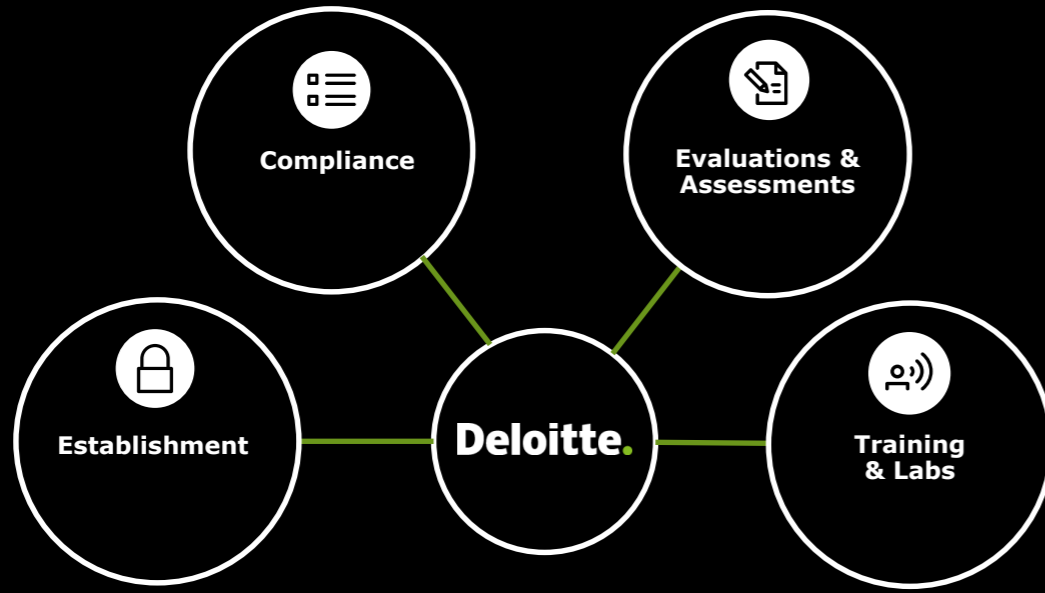 Compliance
Evaluations &
Assessments
Establishment
Deloitte.
Training
& Labs